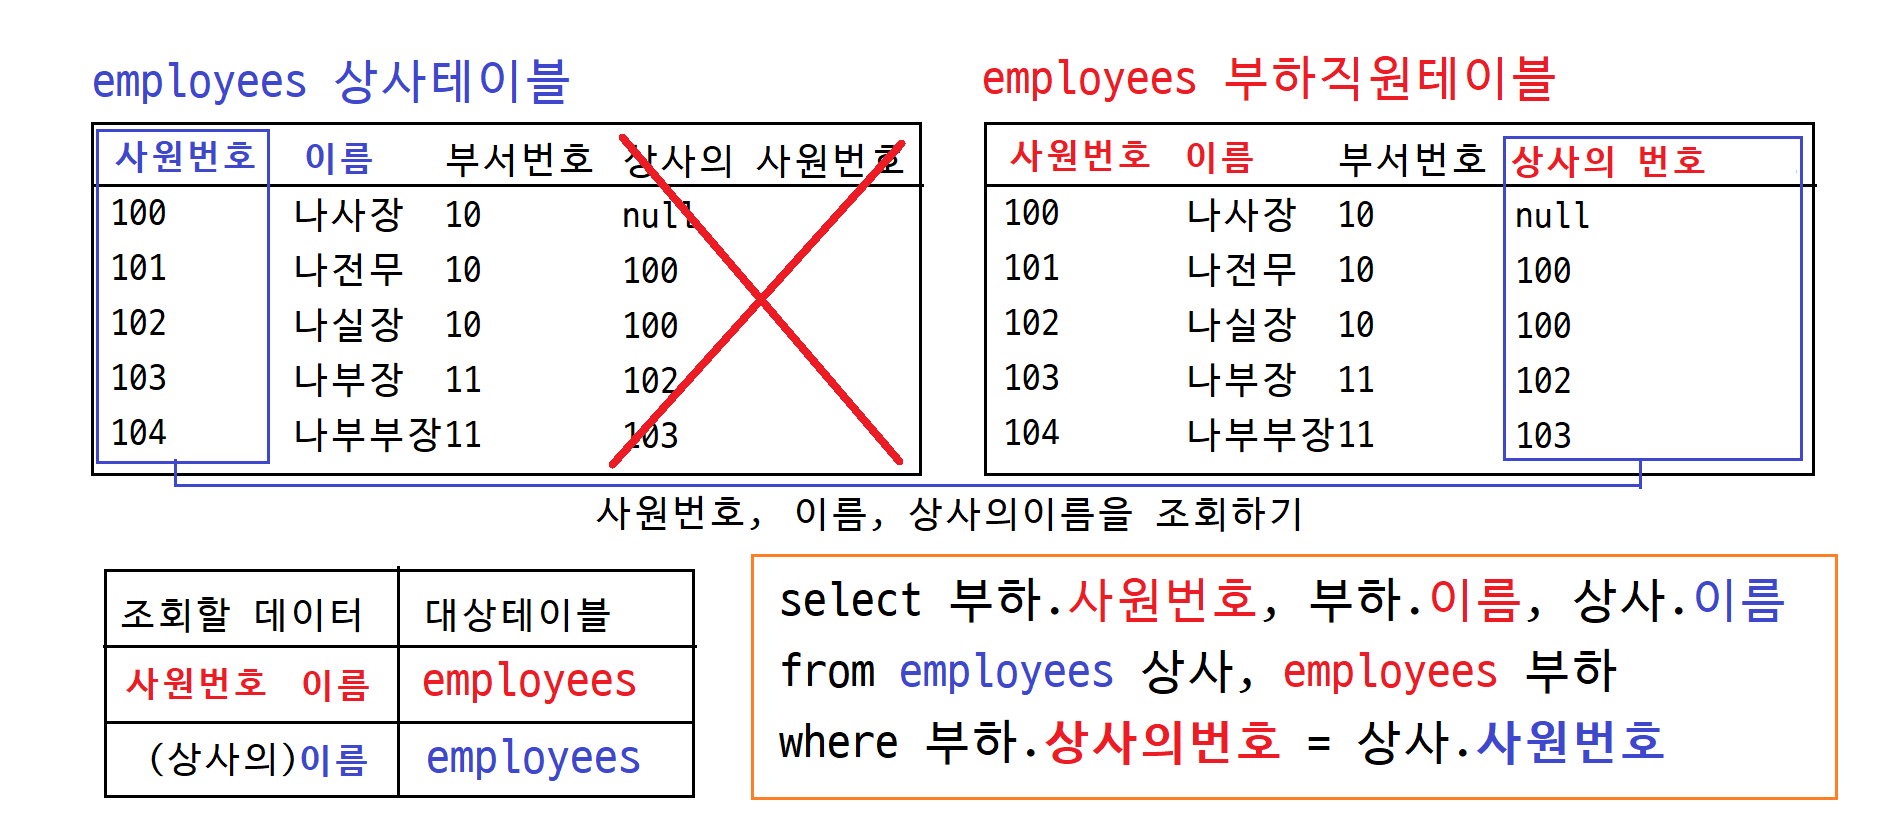 employees 상사테이블
사원번호 이름 부서번호 상사의 사원번호
100 나사장 10 null
101 나전무 10 100
102 나실장 10 100
103 나부장 11 102
104 나부부장 11 103
employees 부하직원테이블
사원번호 이름 부서번호 상사의 번호
100 나사장 10 null
101 나전무 10 100
102 나실장 10 100
103 나부장 11 102
104 나부부장 11 103
사원번호, 이름, 상사의이름을 조회하기
조회할 데이터 대상테이블
사원번호 이름 employees
(상사의)이름 employees
select 부하.사원번호, 부하.이름, 상사.이름
from employees 상사, employees 부하
where 부하.상사의번호 = 상사.사원번호